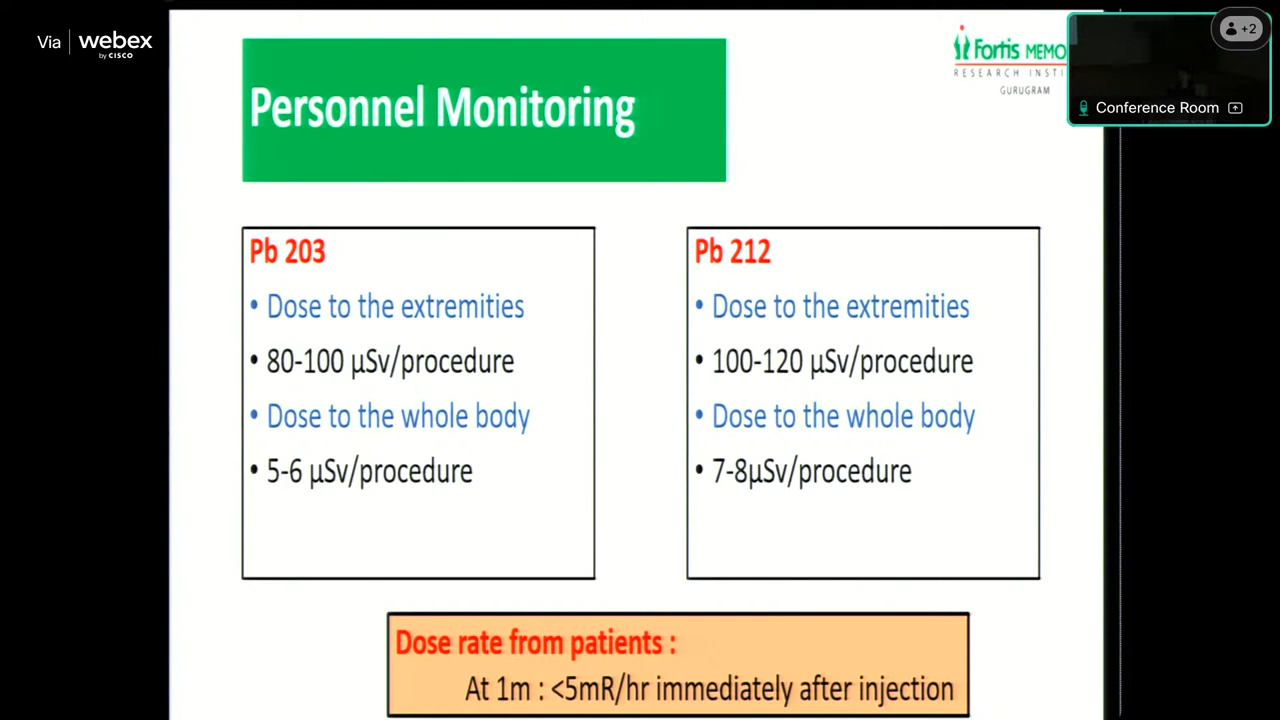 Via webex
by CISCO
Fortis MEMO
RESEARCH INSTI
GURUGRAM
+2
Conference Room
Personnel Monitoring
Pb 203
• Dose to the extremities
• 80-100 µSv/procedure
• Dose to the whole body
• 5-6 µSv/procedure
Pb 212
• Dose to the extremities
• 100-120 µSv/procedure
• Dose to the whole body
• 7-8µSv/procedure
Dose rate from patients :
At 1m : <5mR/hr immediately after injection